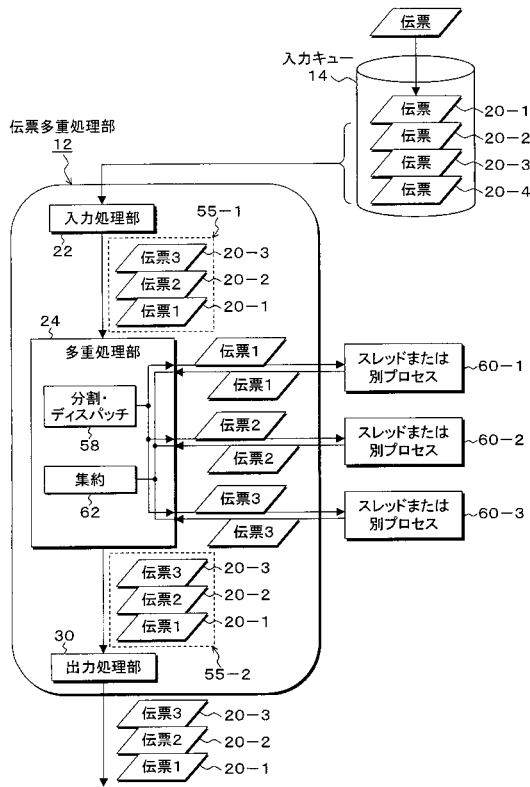 伝票
入力キュー
14
伝票
20-1
伝票
20-2
伝票
20-3
伝票
20-4
伝票多重処理部
12
入力処理部
22
55-1
伝票3
20-3
伝票2
20-2
伝票1
20-1
24
多重処理部
分割・
ディスパッチ
58
集約
62
伝票1
伝票1
スレッドまたは
別プロセス
60-1
伝票2
伝票2
スレッドまたは
別プロセス
60-2
伝票3
伝票3
スレッドまたは
別プロセス
60-3
伝票3
20-3
伝票2
20-2
伝票1
20-1
55-2
30
出力処理部
伝票3
20-3
伝票2
20-2
伝票1
20-1